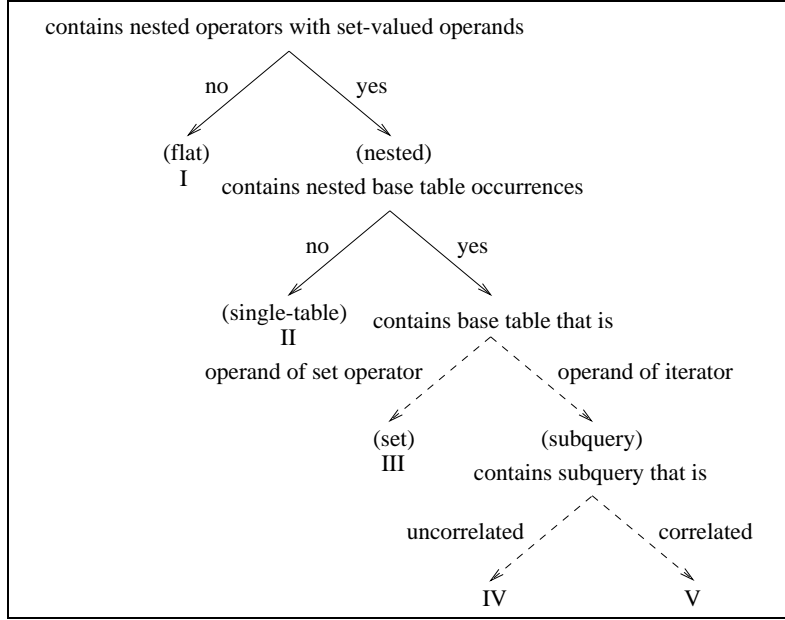 contains nested operators with set-valued operands
no yes
(flat) (nested)
I
contains nested base table occurrences
no yes
(single-table)
II
contains base table that is
operand of set operator operand of iterator
(set) (subquery)
III
contains subquery that is
uncorrelated correlated
IV V